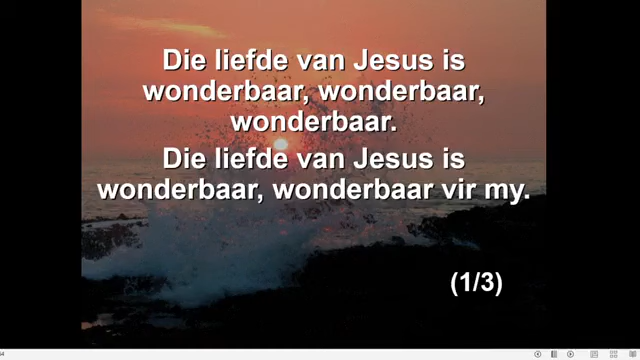 Die liefde van Jesus is
wonderbaar, wonderbaar,
wonderbaar.
Die liefde van Jesus is
wonderbaar, wonderbaar vir my.
(1/3)